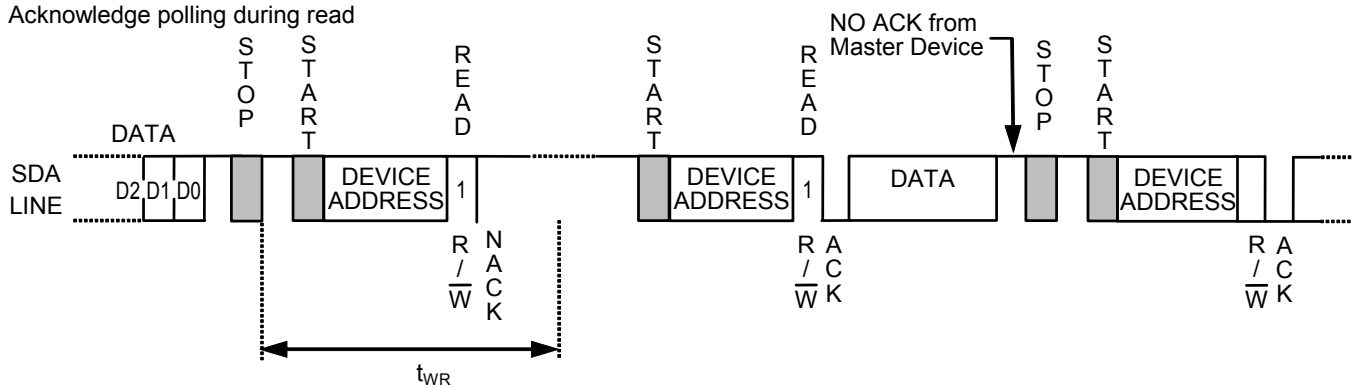 Acknowledge polling during read
NO ACK from
Master Device
STOP
START
READ
START
READ
STOP
START
DATA
SDA
LINE
D2 D1 D0
DEVICE
ADDRESS
1
DEVICE
ADDRESS
1
DATA
DEVICE
ADDRESS
R/W̅
NACK
R/W̅
ACK
R/W̅
ACK
tWR